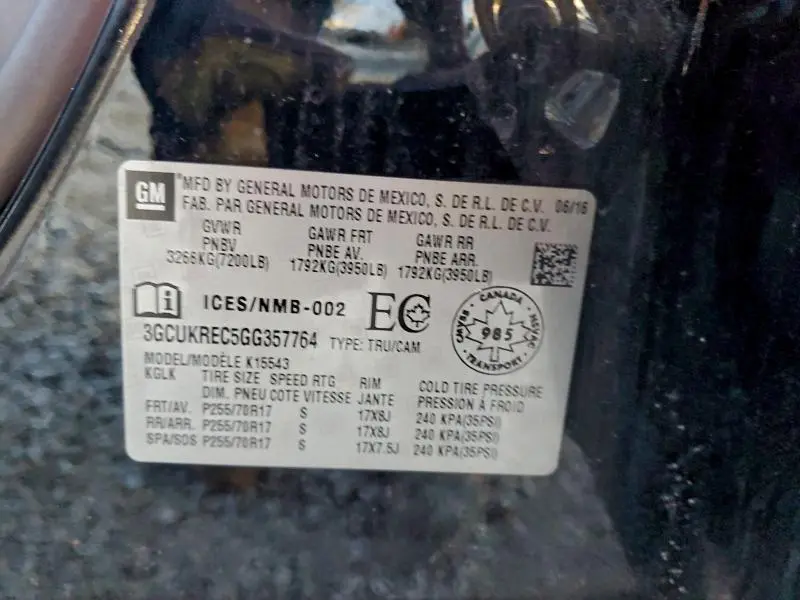 GM
*MFD BY GENERAL MOTORS DE MEXICO, S. DE R.L. DE C.V. 06/16
FAB. PAR GENERAL MOTORS DE MEXICO, S. DE R.L. DE C.V.
GVWR GAWR FRT GAWR RR
PNBV PNBE AV. PNBE ARR.
3266KG(7200LB) 1792KG(3950LB) 1792KG(3950LB)
i ICES/NMB-002 EC
CANADA
CMVSS NSVAC
985
TRANSPORT
3GCUKREC5GG357764 TYPE: TRU/CAM
MODEL/MODÈLE K15543
KGLK TIRE SIZE SPEED RTG RIM COLD TIRE PRESSURE
DIM. PNEU COTE VITESSE JANTE PRESSION À FROID
FRT/AV. P255/70R17 S 17X8J 240 KPA(35PSI)
RR/ARR. P255/70R17 S 17X8J 240 KPA(35PSI)
SPA/SDS P255/70R17 S 17X7.5J 240 KPA(35PSI)